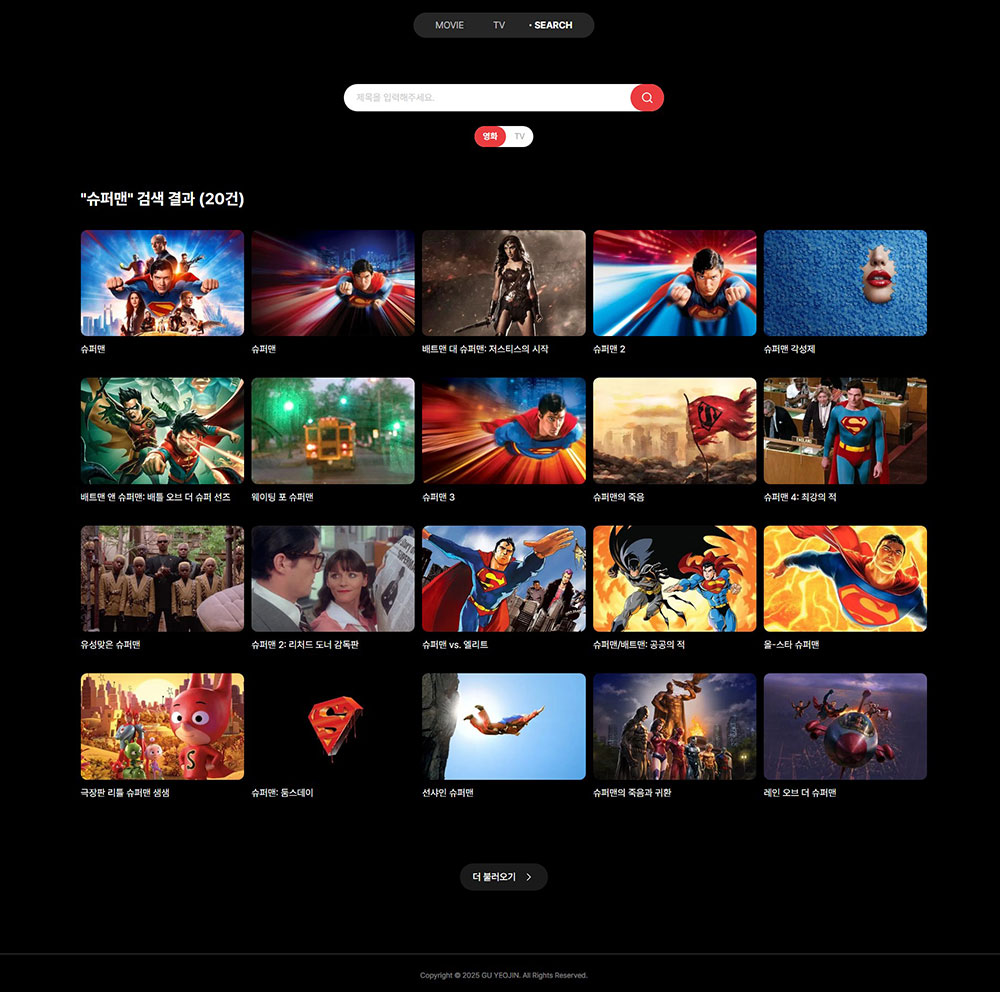 MOVIE
TV
• SEARCH
제목을 입력해주세요.
영화
TV
"슈퍼맨" 검색 결과 (20건)
슈퍼맨
슈퍼맨
배트맨 대 슈퍼맨: 저스티스의 시작
슈퍼맨 2
슈퍼맨 각성제
배트맨 앤 슈퍼맨: 배틀 오브 더 슈퍼 선즈
웨이팅 포 슈퍼맨
슈퍼맨 3
슈퍼맨의 죽음
슈퍼맨 4: 최강의 적
유성맞은 슈퍼맨
슈퍼맨 2: 리처드 도너 감독판
슈퍼맨 vs. 엘리트
슈퍼맨/배트맨: 공공의 적
올-스타 슈퍼맨
극장판 리틀 슈퍼맨 샘샘
슈퍼맨: 둠스데이
선샤인 슈퍼맨
슈퍼맨의 죽음과 귀환
레인 오브 더 슈퍼맨
더 불러오기
Copyright © 2025 GU YEOJIN. All Rights Reserved.